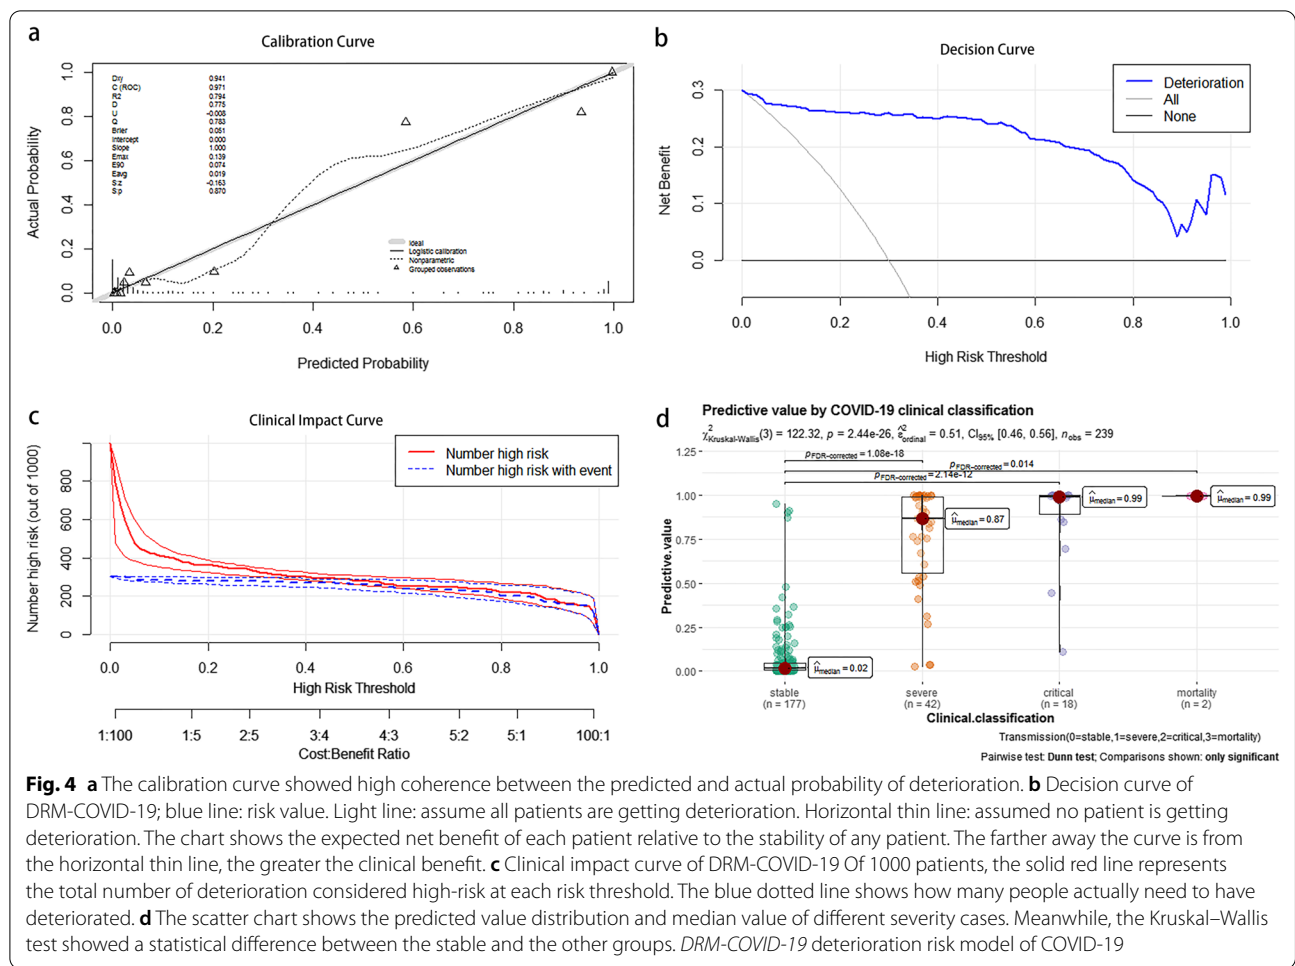 a
Calibration Curve
Dxy 0.941
C (ROC) 0.971
R2 0.794
D 0.775
U -0.008
Q 0.783
Brier 0.051
Intercept 0.000
Slope 1.000
Emax 0.139
E90 0.074
Eavg 0.019
S:z -0.163
S:p 0.870
Ideal
Logistic calibration
Nonparametric
Grouped observations
1.0
0.8
0.6
0.4
0.2
0.0
Actual Probability
0.0 0.2 0.4 0.6 0.8 1.0
Predicted Probability
b
Decision Curve
Deterioration
All
None
0.3
0.2
0.1
0.0
Net Benefit
0.0 0.2 0.4 0.6 0.8 1.0
High Risk Threshold
c
Clinical Impact Curve
Number high risk
Number high risk with event
800
600
400
200
0
Number high risk (out of 1000)
0.0 0.2 0.4 0.6 0.8 1.0
High Risk Threshold
1:100 1:5 2:5 3:4 4:3 5:2 5:1 100:1
Cost:Benefit Ratio
d
Predictive value by COVID-19 clinical classification
χ²Kruskal-Wallis(3) = 122.32, p = 2.44e-26, ε̂²ordinal = 0.51, CI95% [0.46, 0.56], nobs = 239
pFDR-corrected = 1.08e-18
pFDR-corrected = 0.014
pFDR-corrected = 2.14e-12
1.25
1.00
0.75
0.50
0.25
0.00
Predictive.value
μ̂median = 0.02
μ̂median = 0.87
μ̂median = 0.99
μ̂median = 0.99
stable severe critical mortality
(n = 177) (n = 42) (n = 18) (n = 2)
Clinical.classification
Transmission(0=stable,1=severe,2=critical,3=mortality)
Pairwise test: Dunn test; Comparisons shown: only significant
Fig. 4 a The calibration curve showed high coherence between the predicted and actual probability of deterioration. b Decision curve of
DRM-COVID-19; blue line: risk value. Light line: assume all patients are getting deterioration. Horizontal thin line: assumed no patient is getting
deterioration. The chart shows the expected net benefit of each patient relative to the stability of any patient. The farther away the curve is from
the horizontal thin line, the greater the clinical benefit. c Clinical impact curve of DRM-COVID-19 Of 1000 patients, the solid red line represents
the total number of deterioration considered high-risk at each risk threshold. The blue dotted line shows how many people actually need to have
deteriorated. d The scatter chart shows the predicted value distribution and median value of different severity cases. Meanwhile, the Kruskal–Wallis
test showed a statistical difference between the stable and the other groups. DRM-COVID-19 deterioration risk model of COVID-19